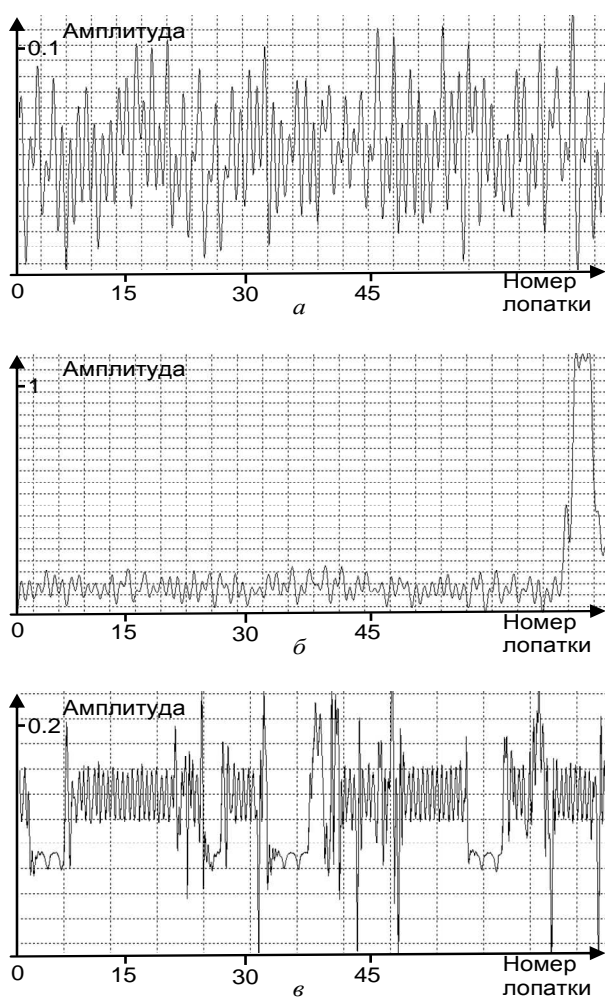 Амплитуда
0.1
0 15 30 45 Номер
лопатки
а
Амплитуда
1
0 15 30 45 Номер
лопатки
б
Амплитуда
0.2
0 15 30 45 Номер
лопатки
в